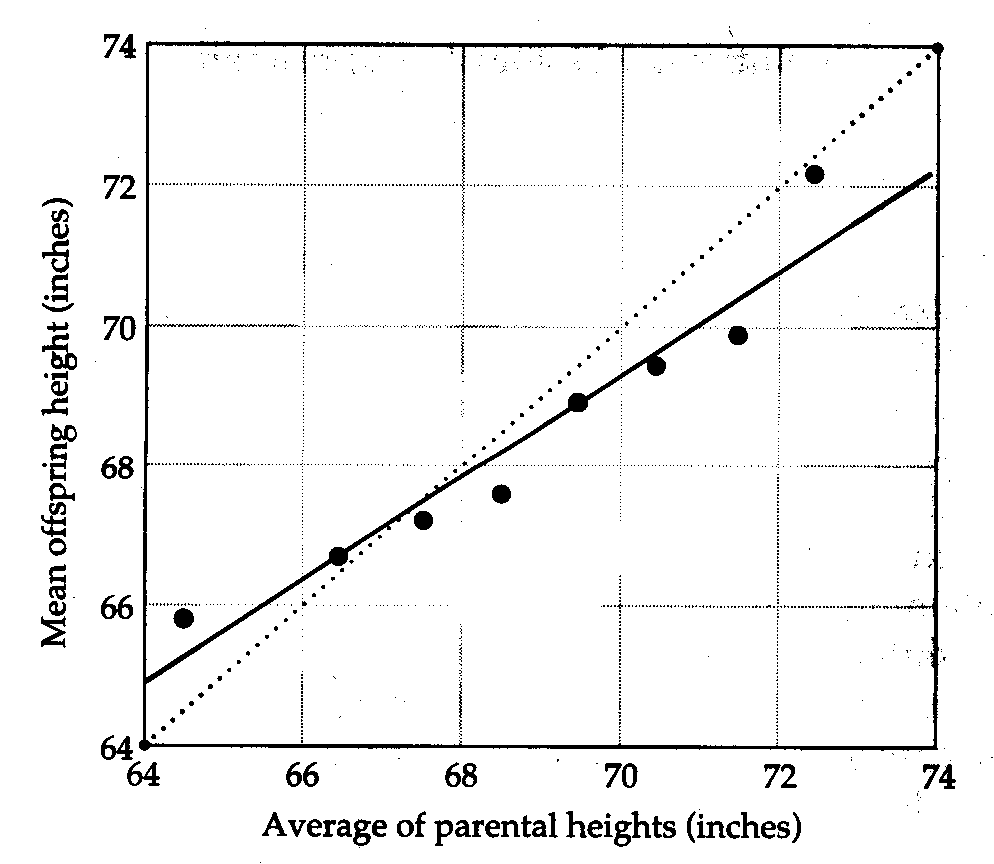 74
72
70
68
66
64
Mean offspring height (inches)
64 66 68 70 72 74
Average of parental heights (inches)